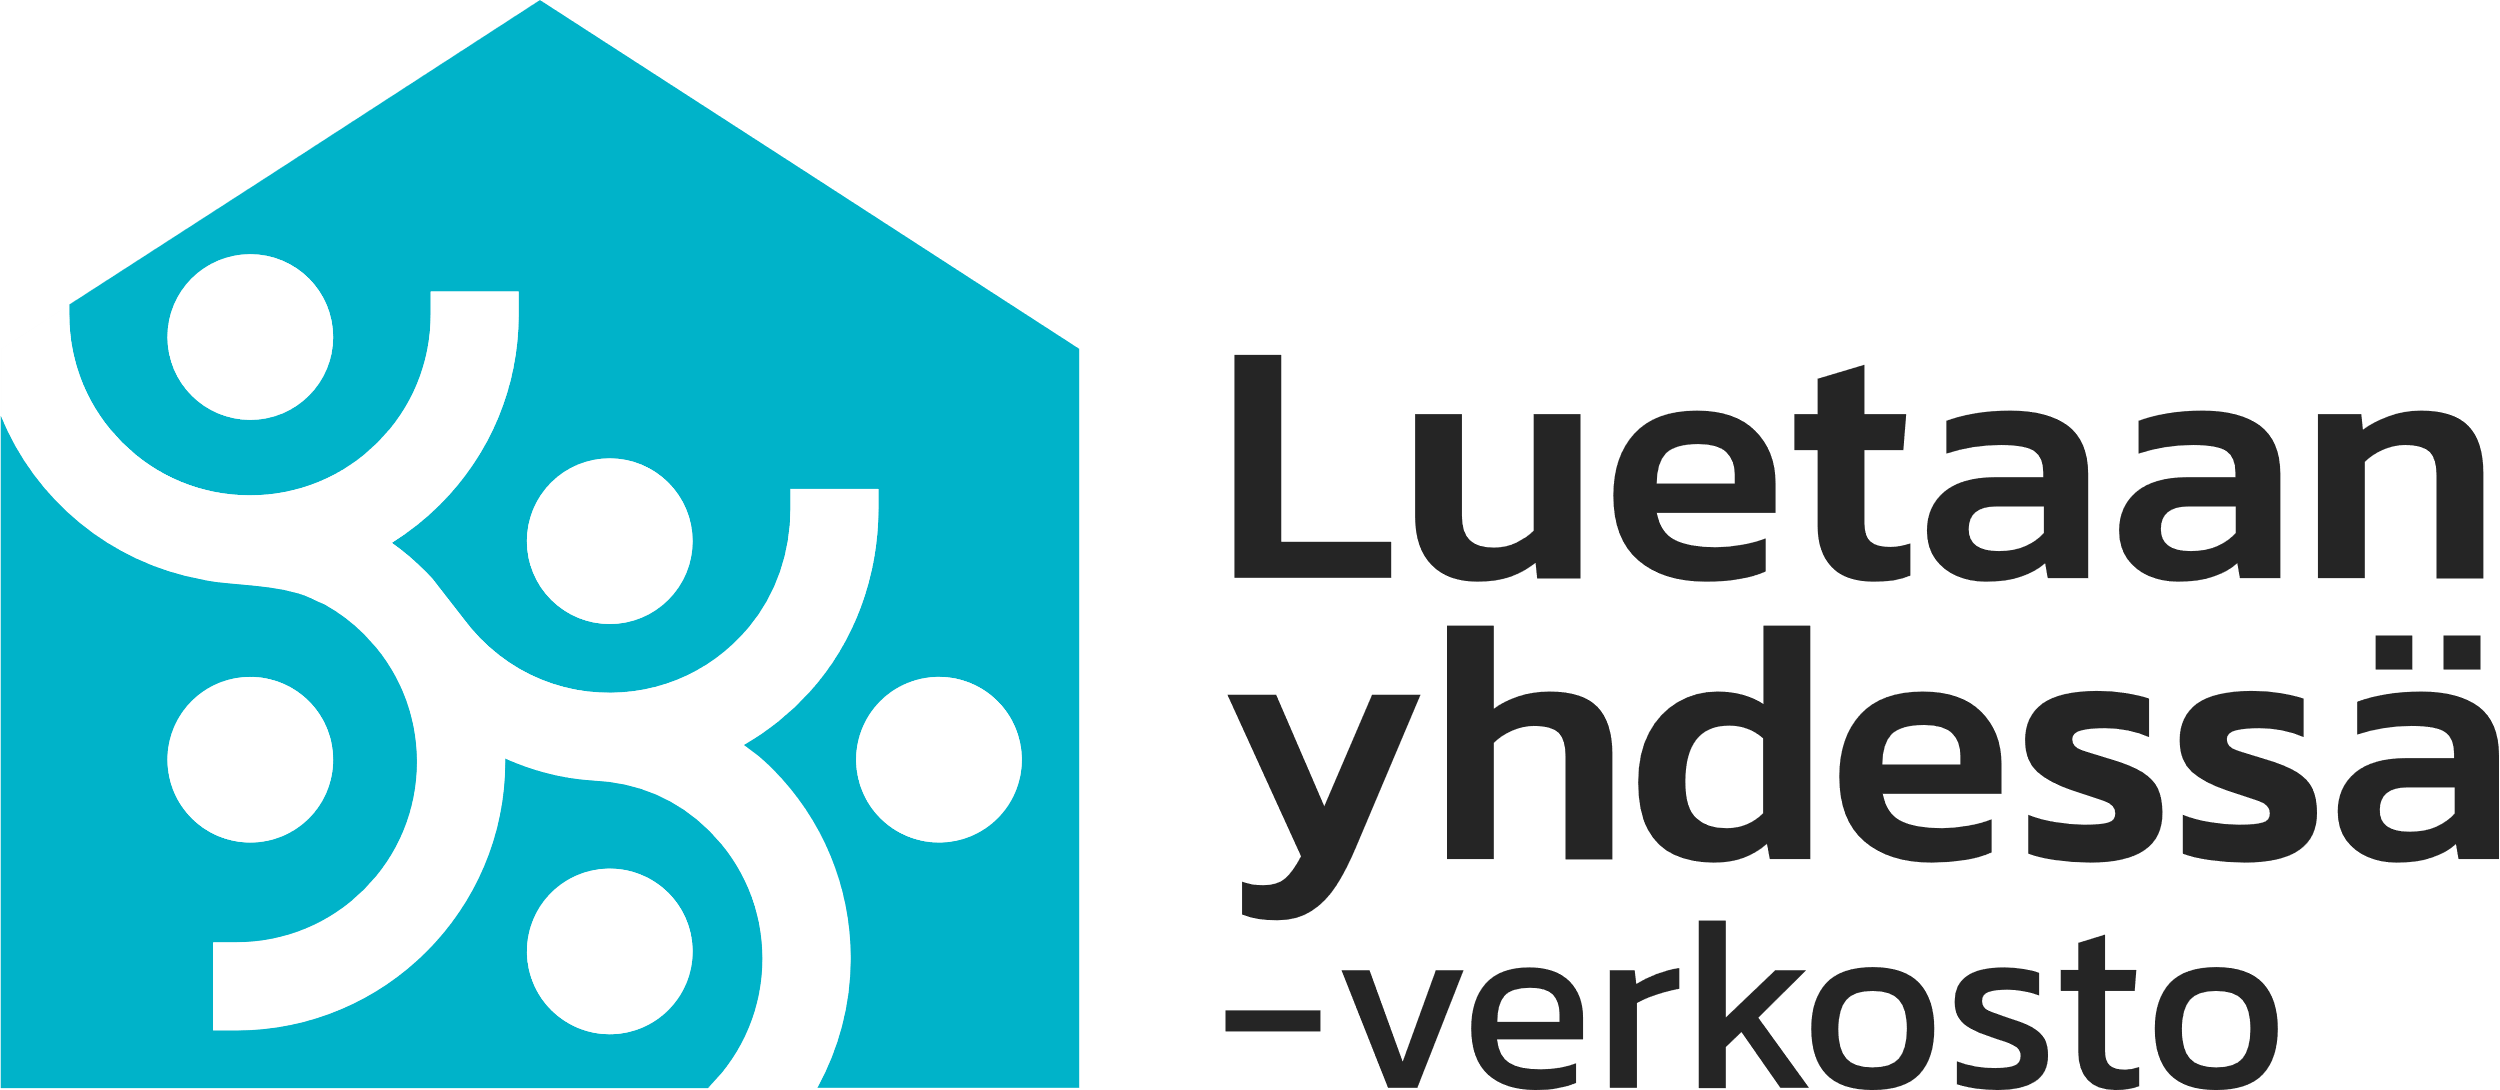 Luetaan
yhdessä
–verkosto